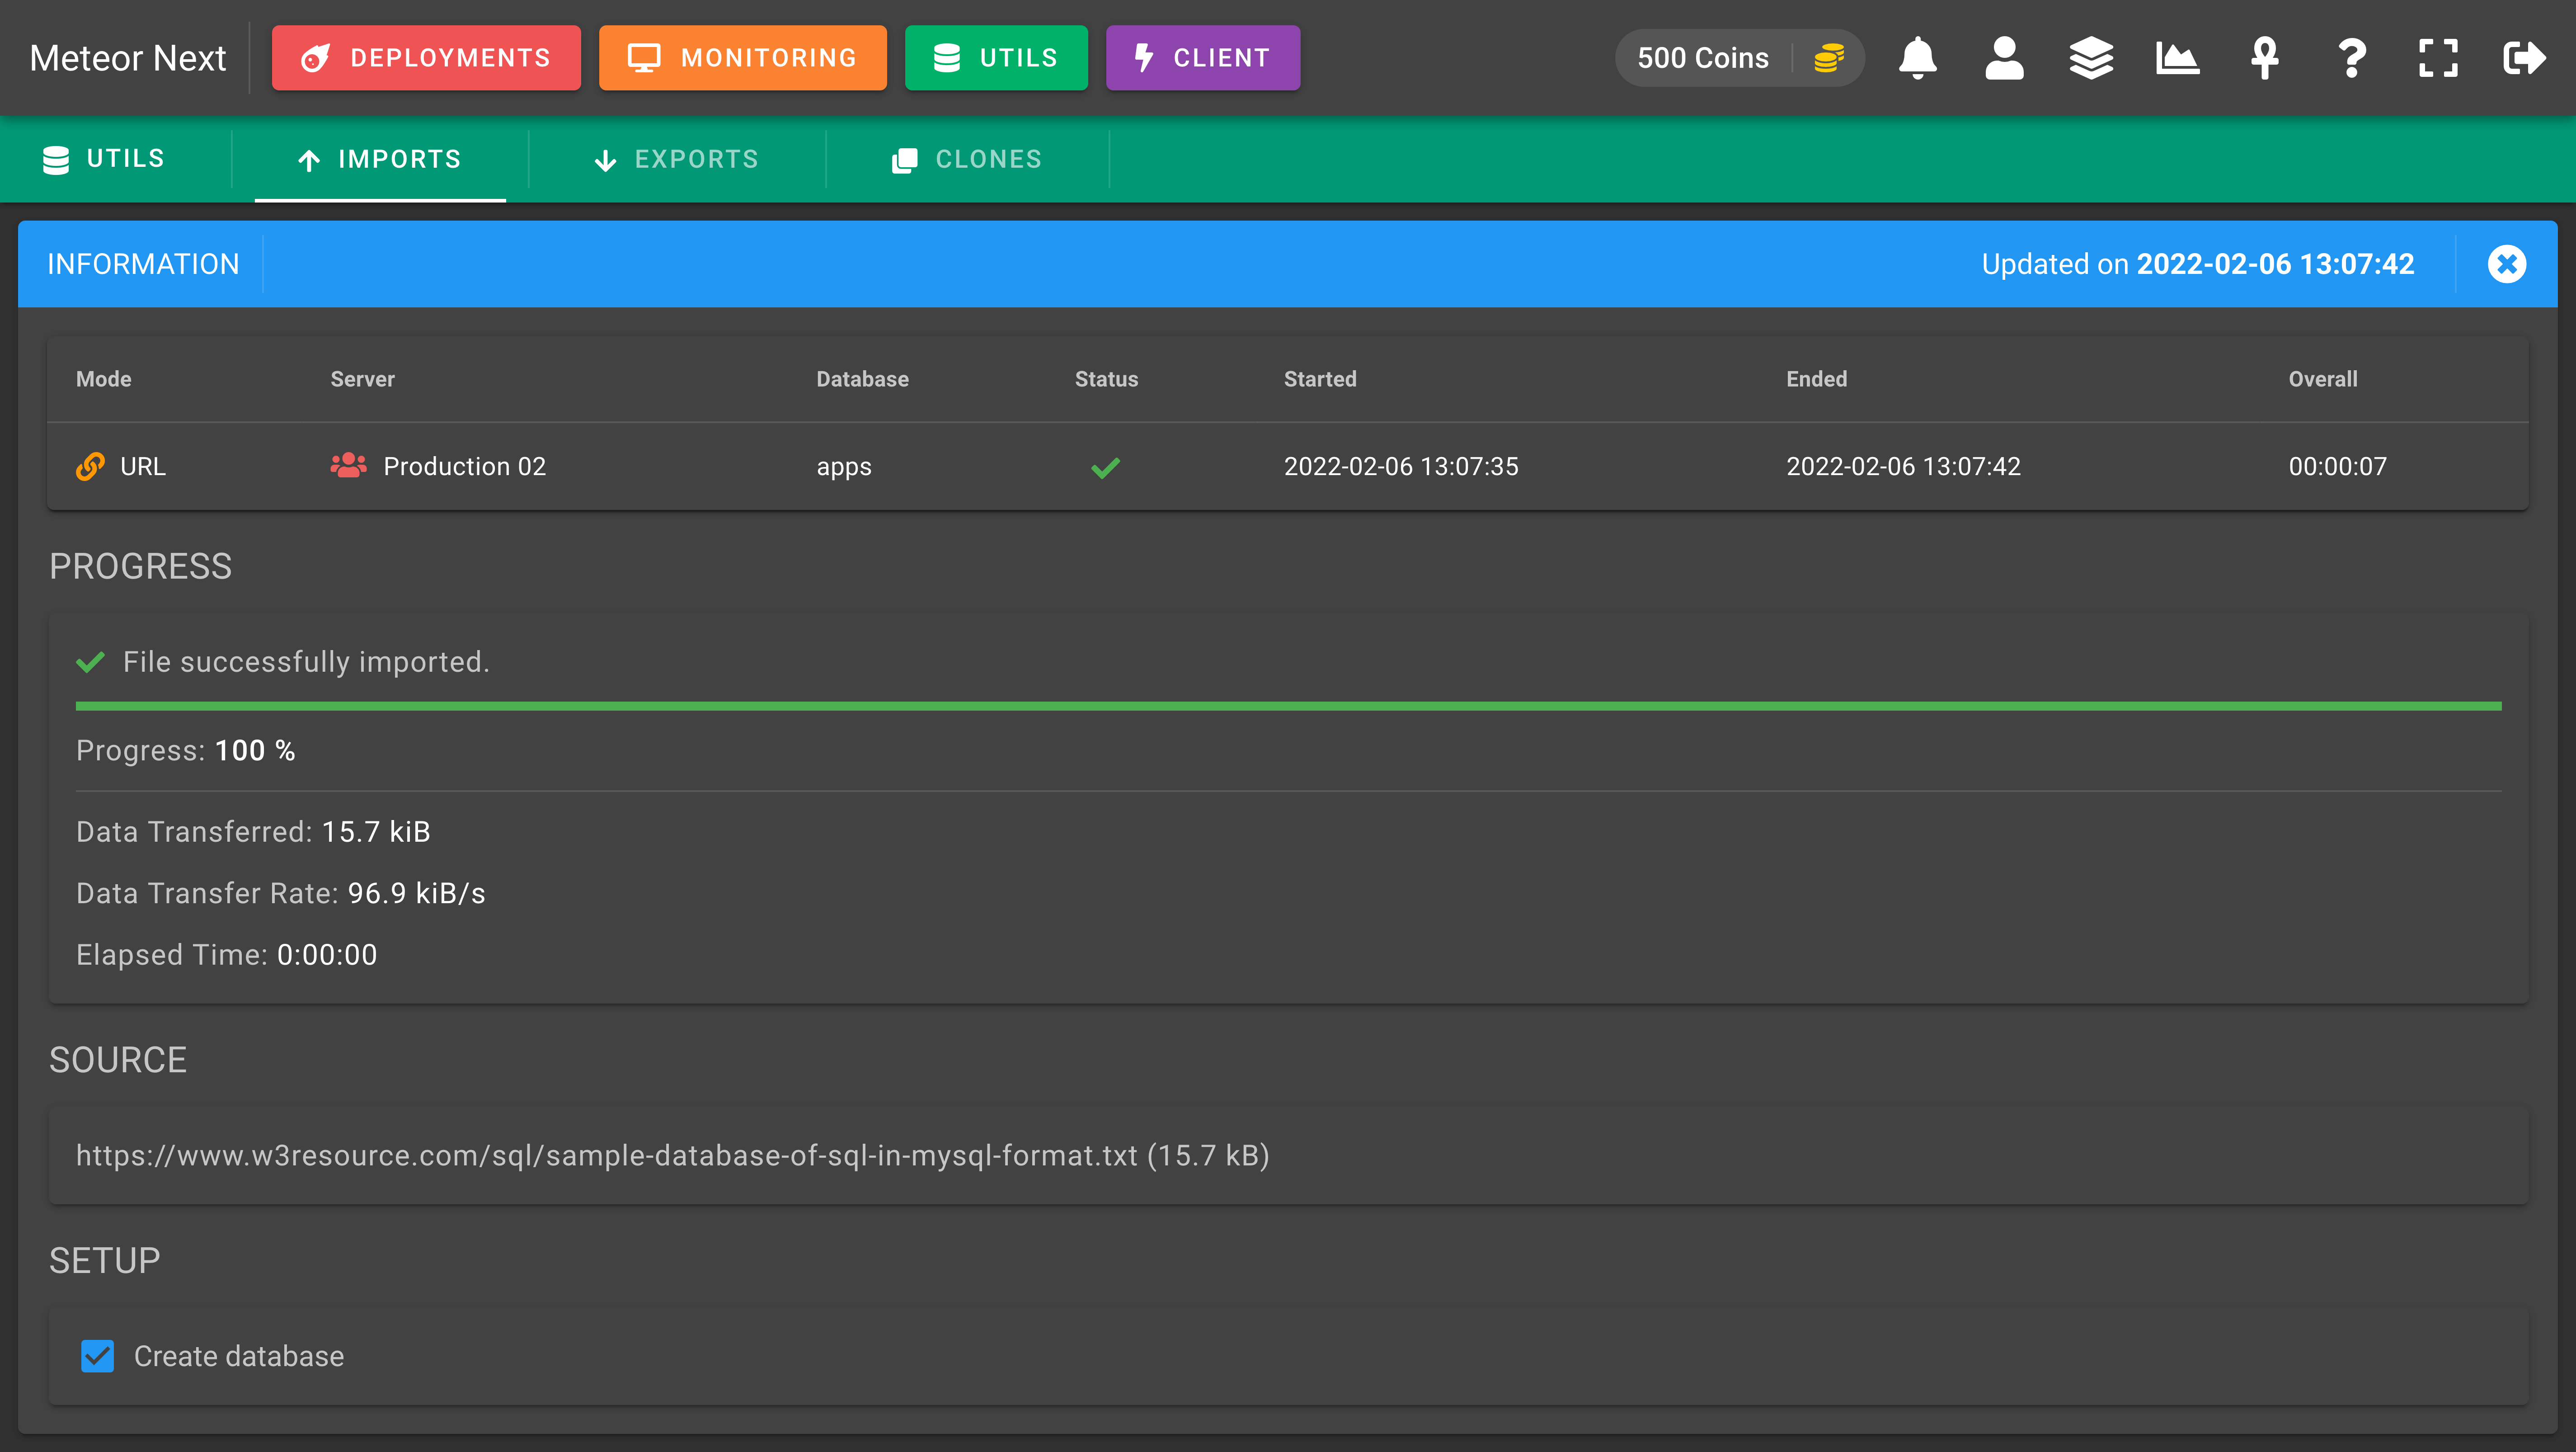 Meteor Next DEPLOYMENTS MONITORING UTILS CLIENT 500 Coins
UTILS IMPORTS EXPORTS CLONES
INFORMATION Updated on 2022-02-06 13:07:42
Mode Server Database Status Started Ended Overall
URL Production 02 apps 2022-02-06 13:07:35 2022-02-06 13:07:42 00:00:07
PROGRESS
File successfully imported.
Progress: 100 %
Data Transferred: 15.7 kiB
Data Transfer Rate: 96.9 kiB/s
Elapsed Time: 0:00:00
SOURCE
https://www.w3resource.com/sql/sample-database-of-sql-in-mysql-format.txt (15.7 kB)
SETUP
Create database